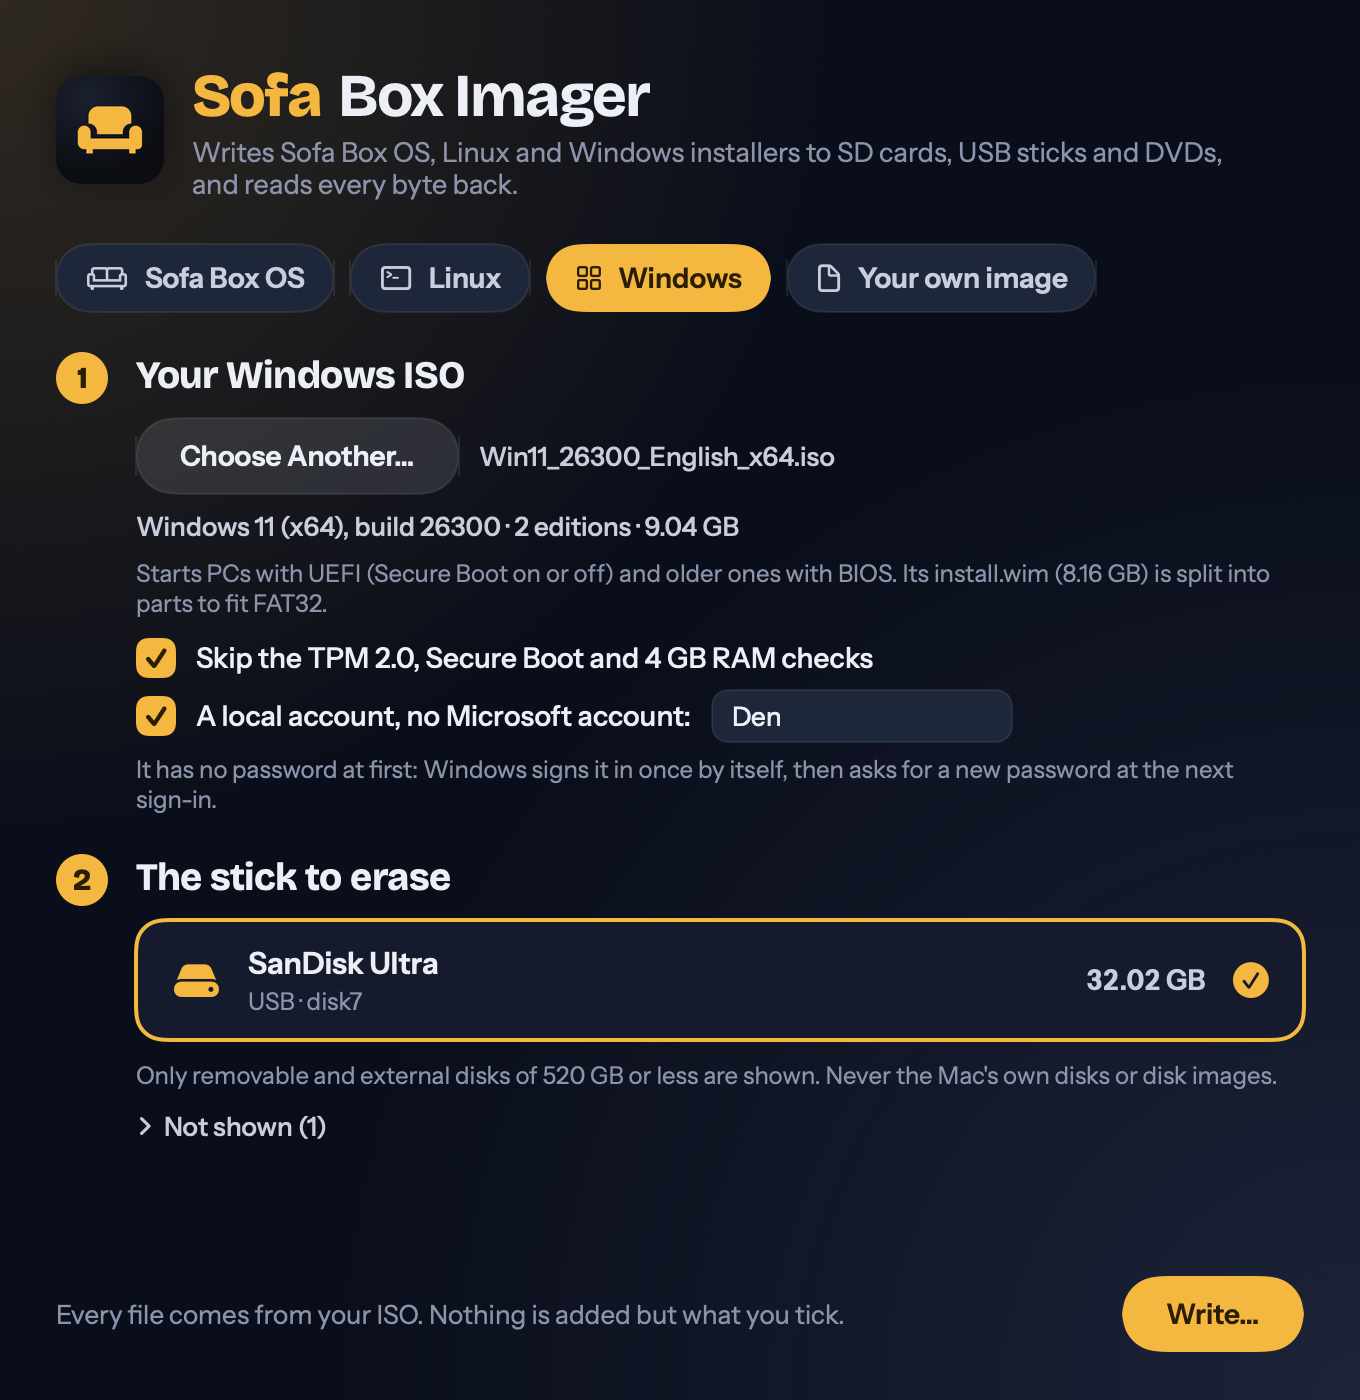 Sofa Box Imager
Writes Sofa Box OS, Linux and Windows installers to SD cards, USB sticks and DVDs,
and reads every byte back.
Sofa Box OS
Linux
Windows
Your own image
1
Your Windows ISO
Choose Another...
Win11_26300_English_x64.iso
Windows 11 (x64), build 26300 · 2 editions · 9.04 GB
Starts PCs with UEFI (Secure Boot on or off) and older ones with BIOS. Its install.wim (8.16 GB) is split into
parts to fit FAT32.
Skip the TPM 2.0, Secure Boot and 4 GB RAM checks
A local account, no Microsoft account:
Den
It has no password at first: Windows signs it in once by itself, then asks for a new password at the next
sign-in.
2
The stick to erase
SanDisk Ultra
USB · disk7
32.02 GB
Only removable and external disks of 520 GB or less are shown. Never the Mac's own disks or disk images.
Not shown (1)
Every file comes from your ISO. Nothing is added but what you tick.
Write...